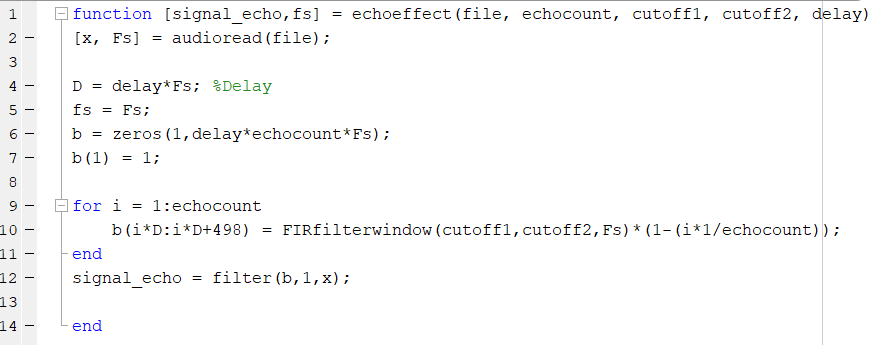 1 function [signal_echo,fs] = echoeffect(file, echocount, cutoff1, cutoff2, delay)
2 – [x, Fs] = audioread(file);
3
4 – D = delay*Fs; %Delay
5 – fs = Fs;
6 – b = zeros(1,delay*echocount*Fs);
7 – b(1) = 1;
8
9 – for i = 1:echocount
10 – b(i*D:i*D+498) = FIRfilterwindow(cutoff1,cutoff2,Fs)*(1-(i*1/echocount));
11 – end
12 – signal_echo = filter(b,1,x);
13
14 – end